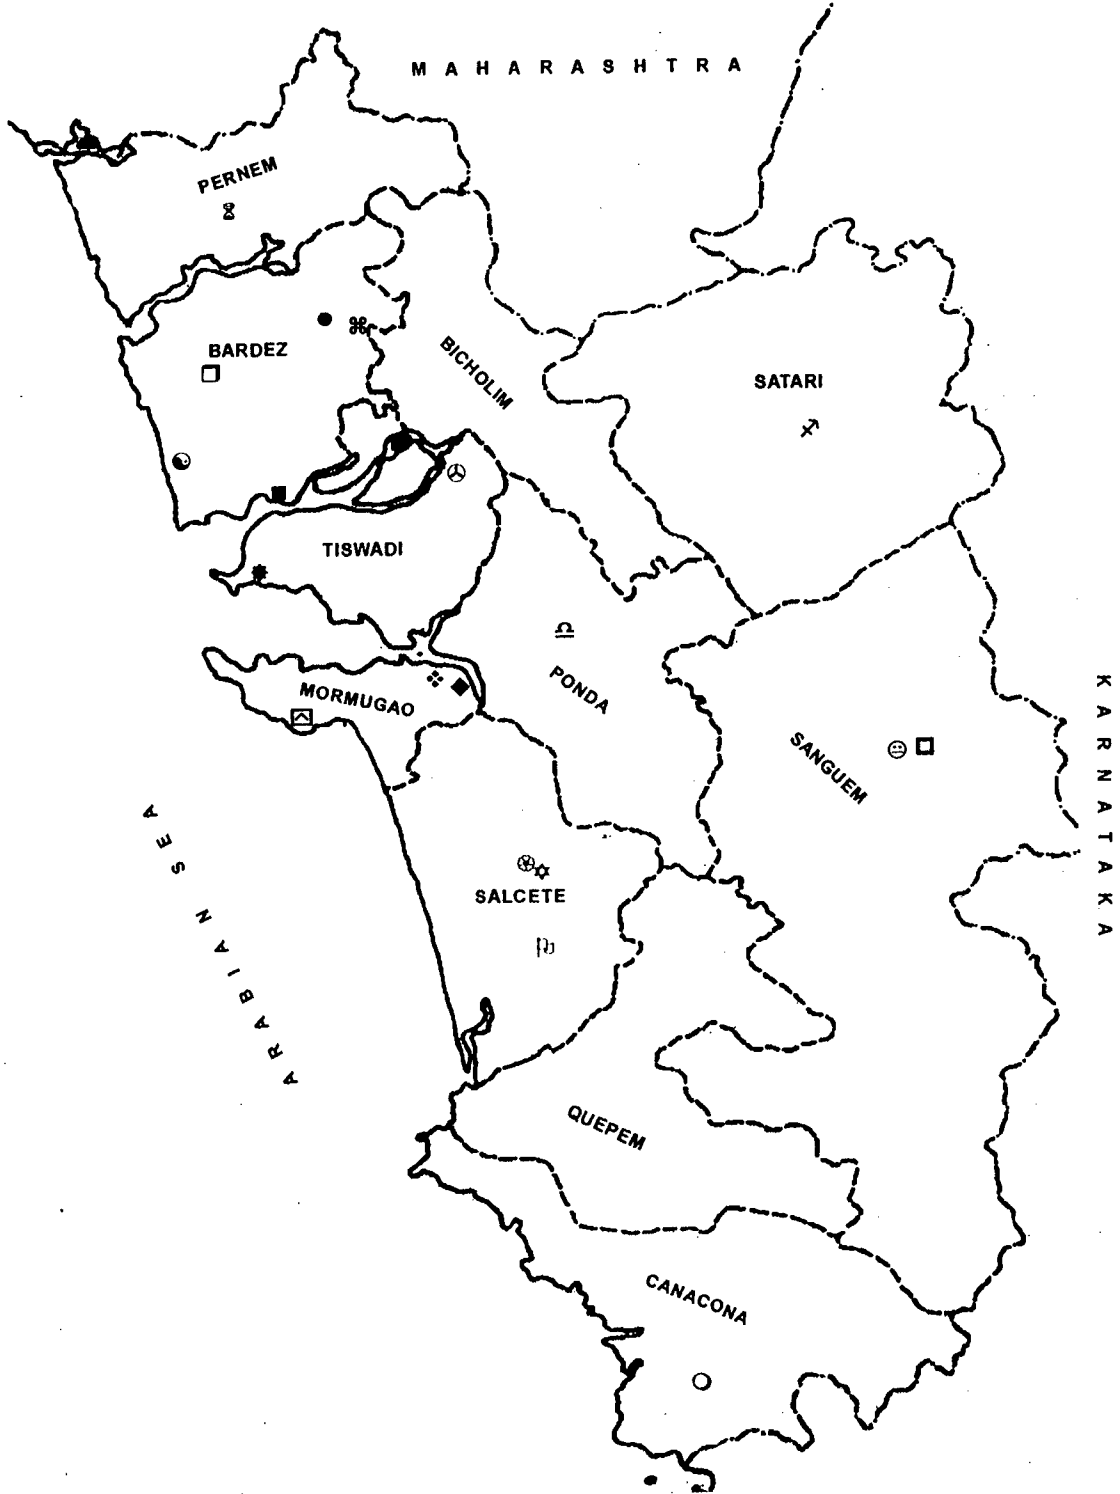 MAHARASHTRA
PERNEM
BARDEZ
BICHOLIM
SATARI
TISWADI
PONDA
MORMUGAO
SANGUEM
KARNATAKA
ARABIAN SEA
SALCETE
QUEPEM
CANACONA